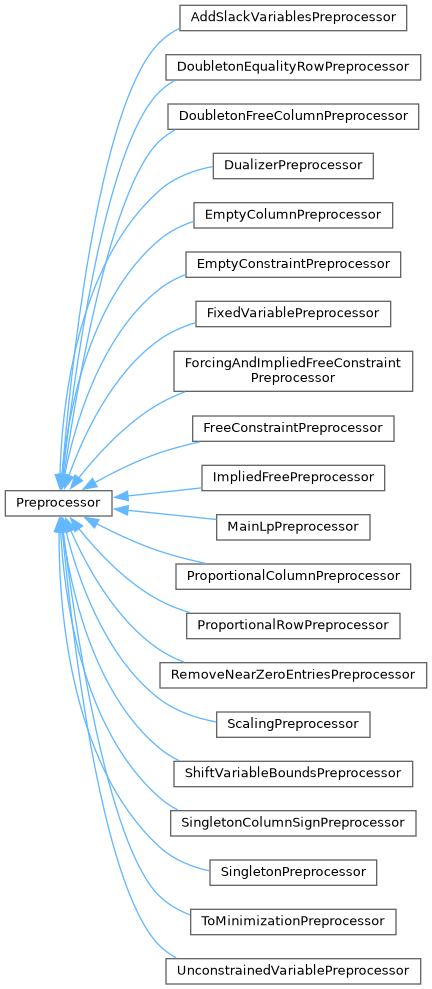 AddSlackVariablesPreprocessor
DoubletonEqualityRowPreprocessor
DoubletonFreeColumnPreprocessor
DualizerPreprocessor
EmptyColumnPreprocessor
EmptyConstraintPreprocessor
FixedVariablePreprocessor
ForcingAndImpliedFreeConstraint
Preprocessor
FreeConstraintPreprocessor
ImpliedFreePreprocessor
Preprocessor
MainLpPreprocessor
ProportionalColumnPreprocessor
ProportionalRowPreprocessor
RemoveNearZeroEntriesPreprocessor
ScalingPreprocessor
ShiftVariableBoundsPreprocessor
SingletonColumnSignPreprocessor
SingletonPreprocessor
ToMinimizationPreprocessor
UnconstrainedVariablePreprocessor